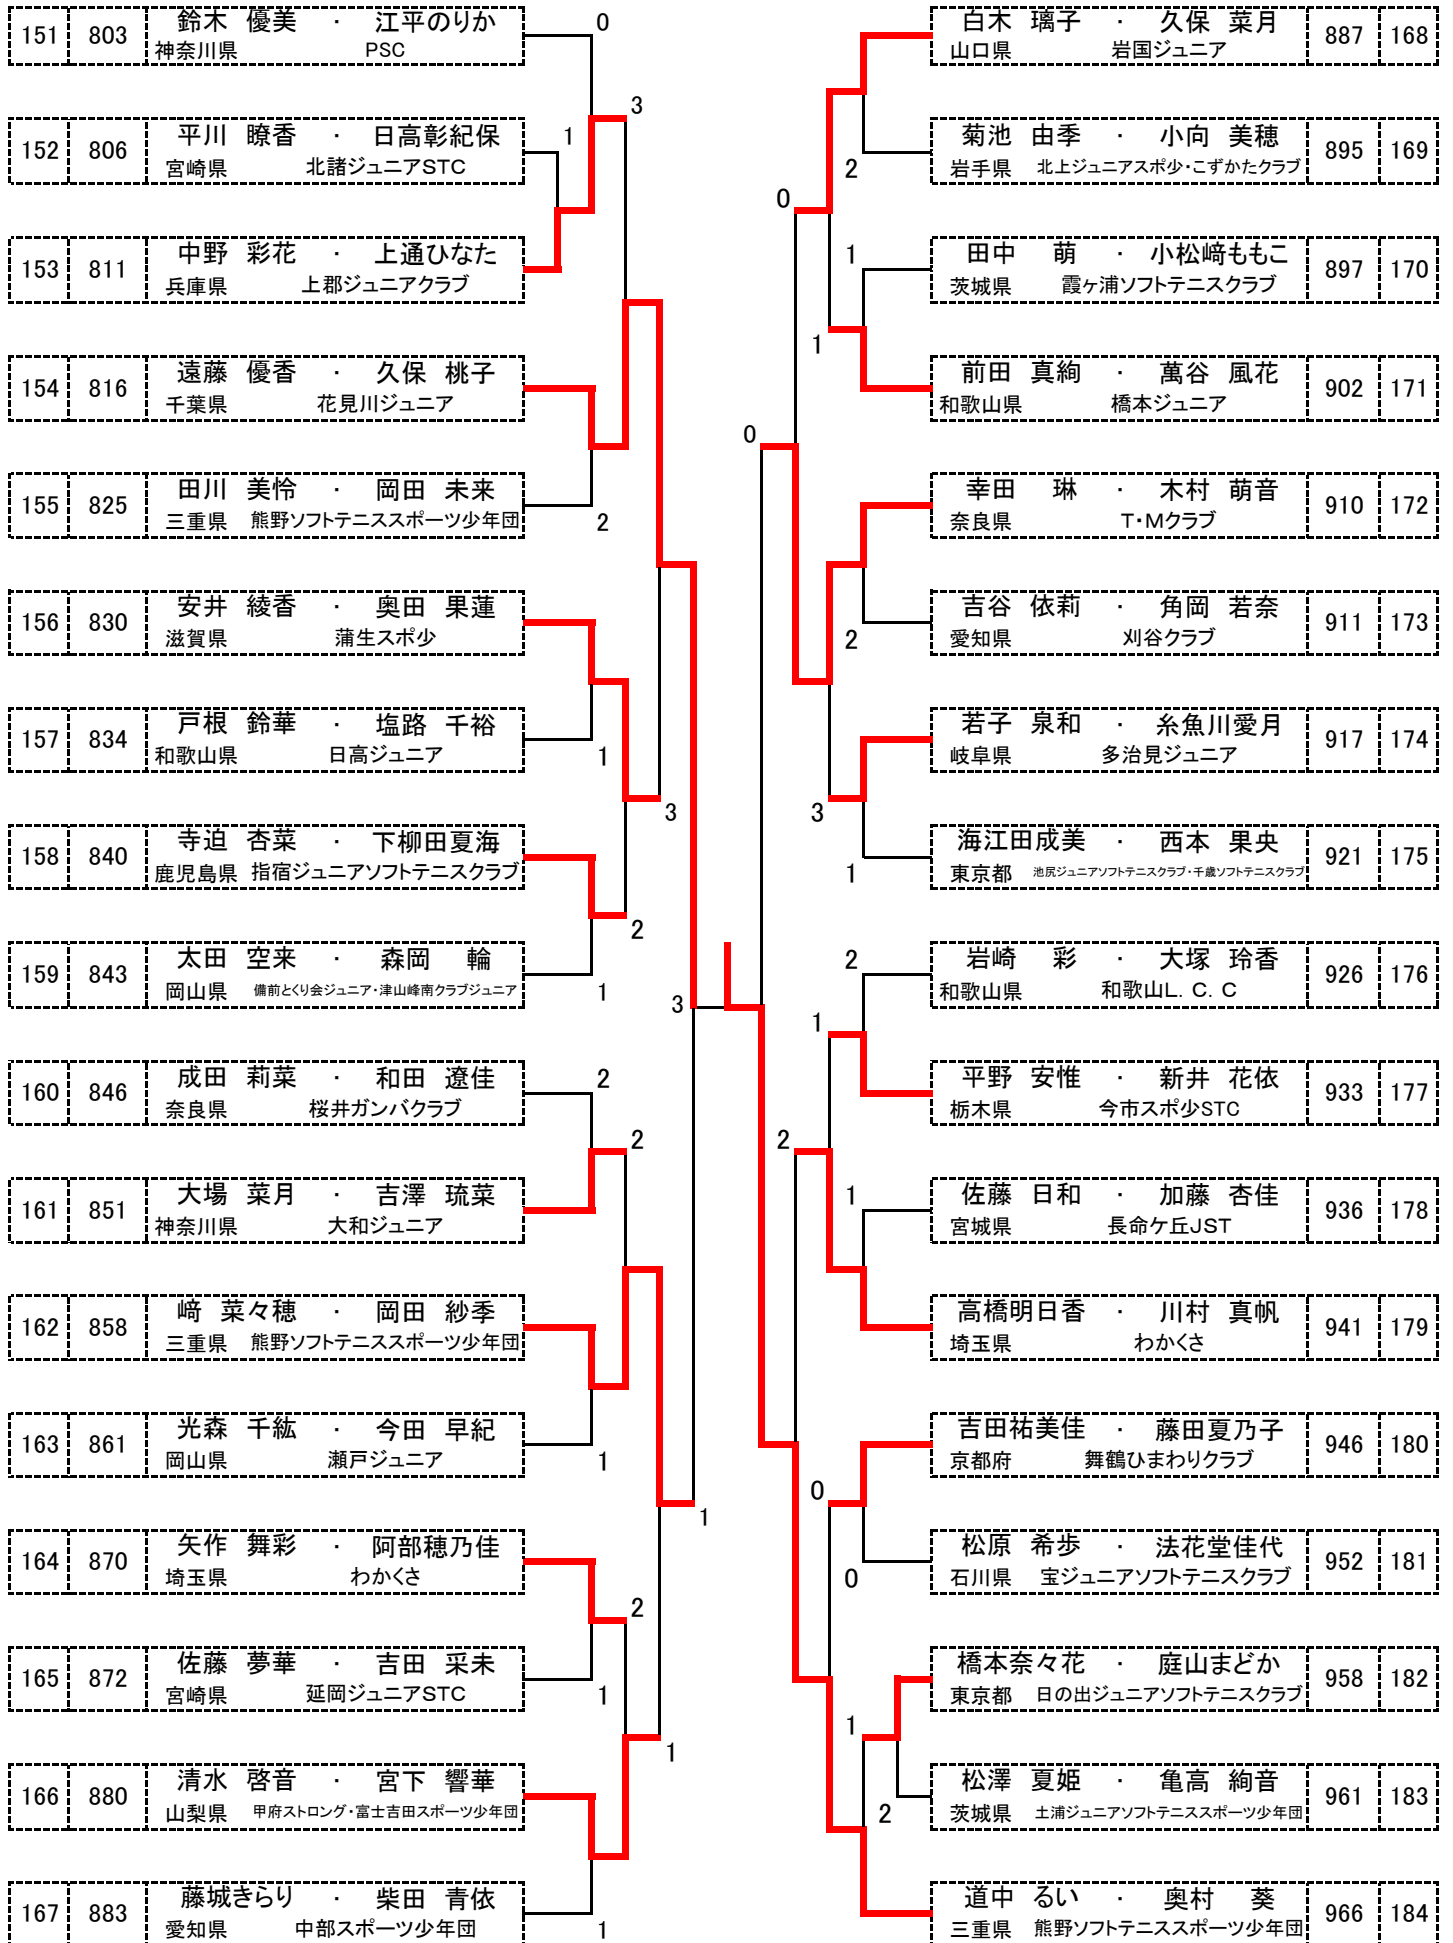 151 803 鈴木 優美 ・ 江平のりか
神奈川県 PSC
0
3
152 806 平川 瞭香 ・ 日高彰紀保
宮崎県 北諸ジュニアSTC
1
153 811 中野 彩花 ・ 上通ひなた
兵庫県 上郡ジュニアクラブ
154 816 遠藤 優香 ・ 久保 桃子
千葉県 花見川ジュニア
155 825 田川 美怜 ・ 岡田 未来
三重県 熊野ソフトテニススポーツ少年団
2
156 830 安井 綾香 ・ 奥田 果蓮
滋賀県 蒲生スポ少
157 834 戸根 鈴華 ・ 塩路 千裕
和歌山県 日高ジュニア
1
3
158 840 寺迫 杏菜 ・ 下柳田夏海
鹿児島県 指宿ジュニアソフトテニスクラブ
2
159 843 太田 空来 ・ 森岡 輪
岡山県 備前とくり会ジュニア・津山峰南クラブジュニア
1
3
160 846 成田 莉菜 ・ 和田 遼佳
奈良県 桜井ガンバクラブ
2
2
161 851 大場 菜月 ・ 吉澤 琉菜
神奈川県 大和ジュニア
162 858 﨑 菜々穂 ・ 岡田 紗季
三重県 熊野ソフトテニススポーツ少年団
163 861 光森 千紘 ・ 今田 早紀
岡山県 瀬戸ジュニア
1
1
164 870 矢作 舞彩 ・ 阿部穂乃佳
埼玉県 わかくさ
2
165 872 佐藤 夢華 ・ 吉田 采未
宮崎県 延岡ジュニアSTC
1
1
166 880 清水 啓音 ・ 宮下 響華
山梨県 甲府ストロング・富士吉田スポーツ少年団
167 883 藤城きらり ・ 柴田 青依
愛知県 中部スポーツ少年団
1
白木 璃子 ・ 久保 菜月 887 168
山口県 岩国ジュニア
菊池 由季 ・ 小向 美穂 895 169
岩手県 北上ジュニアスポ少・こずかたクラブ
2
0
田中 萌 ・ 小松﨑ももこ 897 170
茨城県 霞ヶ浦ソフトテニスクラブ
1
1
前田 真絢 ・ 萬谷 風花 902 171
和歌山県 橋本ジュニア
0
幸田 琳 ・ 木村 萌音 910 172
奈良県 T・Mクラブ
吉谷 依莉 ・ 角岡 若奈 911 173
愛知県 刈谷クラブ
2
若子 泉和 ・ 糸魚川愛月 917 174
岐阜県 多治見ジュニア
3
海江田成美 ・ 西本 果央 921 175
東京都 池尻ジュニアソフトテニスクラブ・千歳ソフトテニスクラブ
1
岩崎 彩 ・ 大塚 玲香 926 176
和歌山県 和歌山L.C.C
2
1
平野 安惟 ・ 新井 花依 933 177
栃木県 今市スポ少STC
2
佐藤 日和 ・ 加藤 杏佳 936 178
宮城県 長命ケ丘JST
1
高橋明日香 ・ 川村 真帆 941 179
埼玉県 わかくさ
吉田祐美佳 ・ 藤田夏乃子 946 180
京都府 舞鶴ひまわりクラブ
0
松原 希歩 ・ 法花堂佳代 952 181
石川県 宝ジュニアソフトテニスクラブ
0
橋本奈々花 ・ 庭山まどか 958 182
東京都 日の出ジュニアソフトテニスクラブ
1
松澤 夏姫 ・ 亀高 絢音 961 183
茨城県 土浦ジュニアソフトテニススポーツ少年団
2
道中 るい ・ 奥村 葵 966 184
三重県 熊野ソフトテニススポーツ少年団